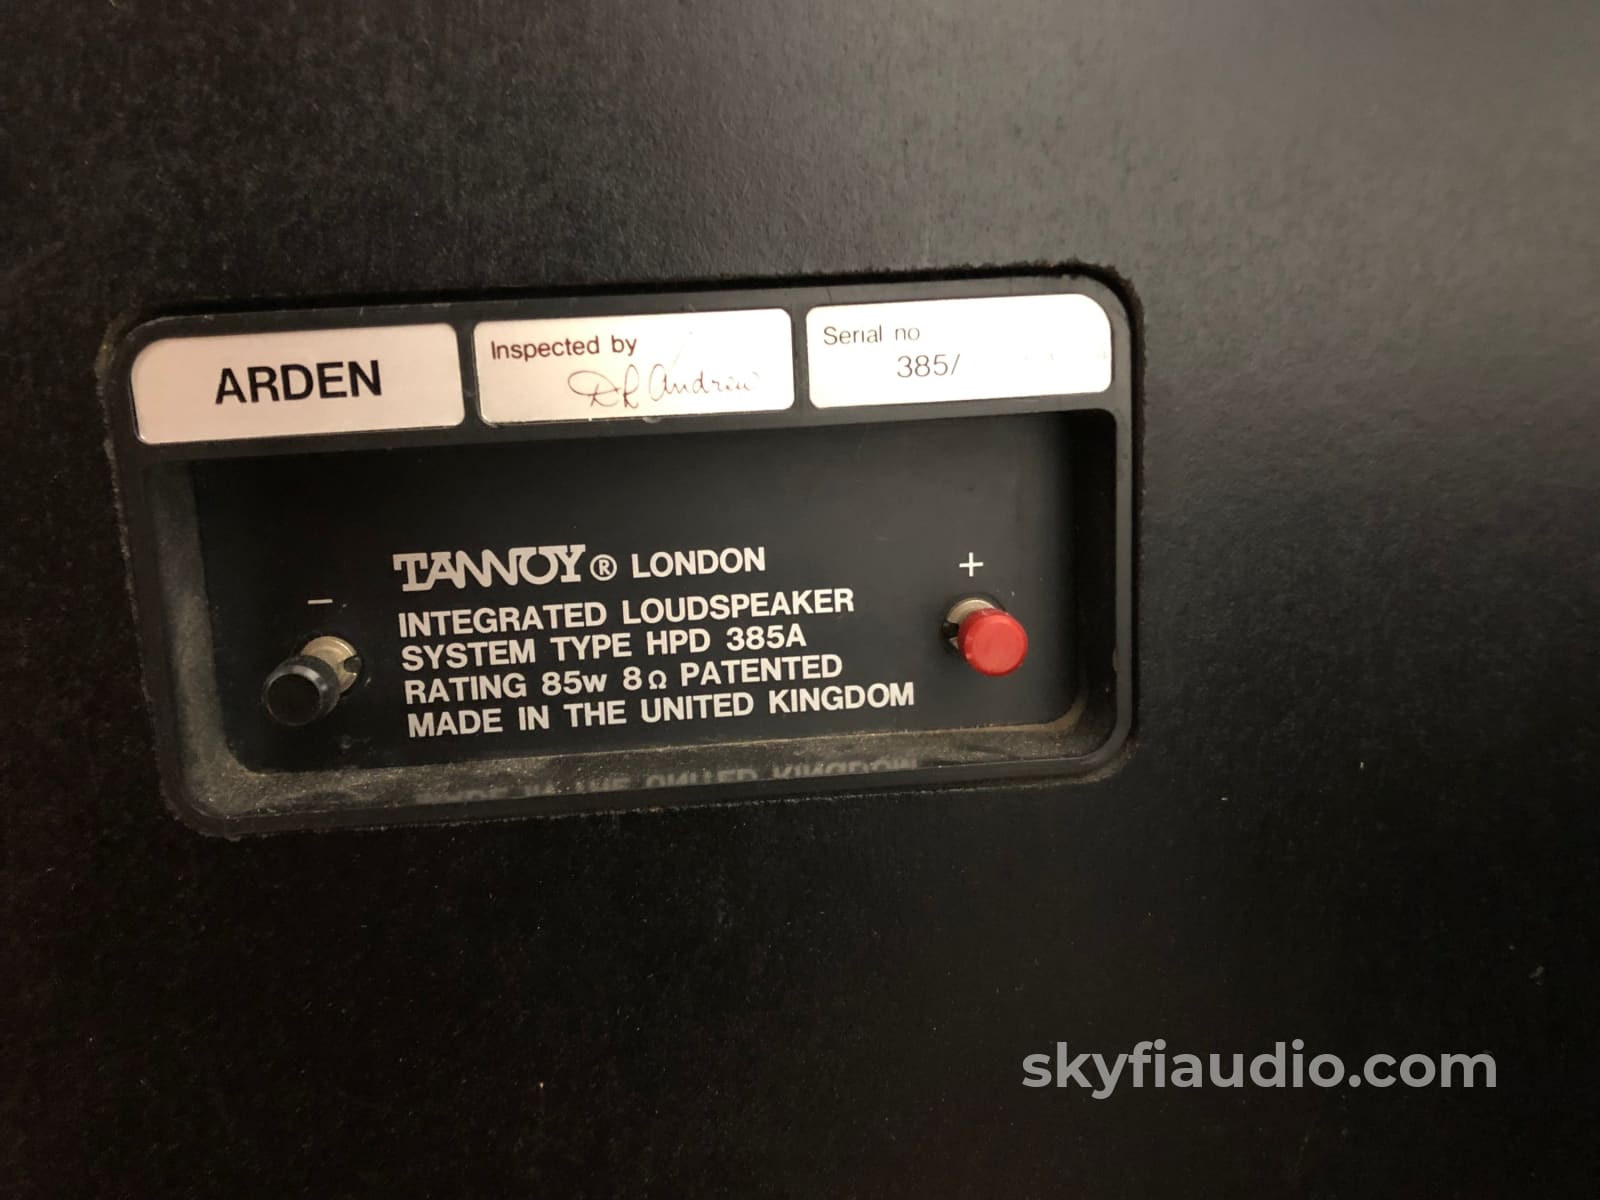 ARDEN
Inspected by
Serial no
385/
TANNOY® LONDON
INTEGRATED LOUDSPEAKER
SYSTEM TYPE HPD 385A
RATING 85w 8Ω PATENTED
MADE IN THE UNITED KINGDOM
−
+
skyfiaudio.com